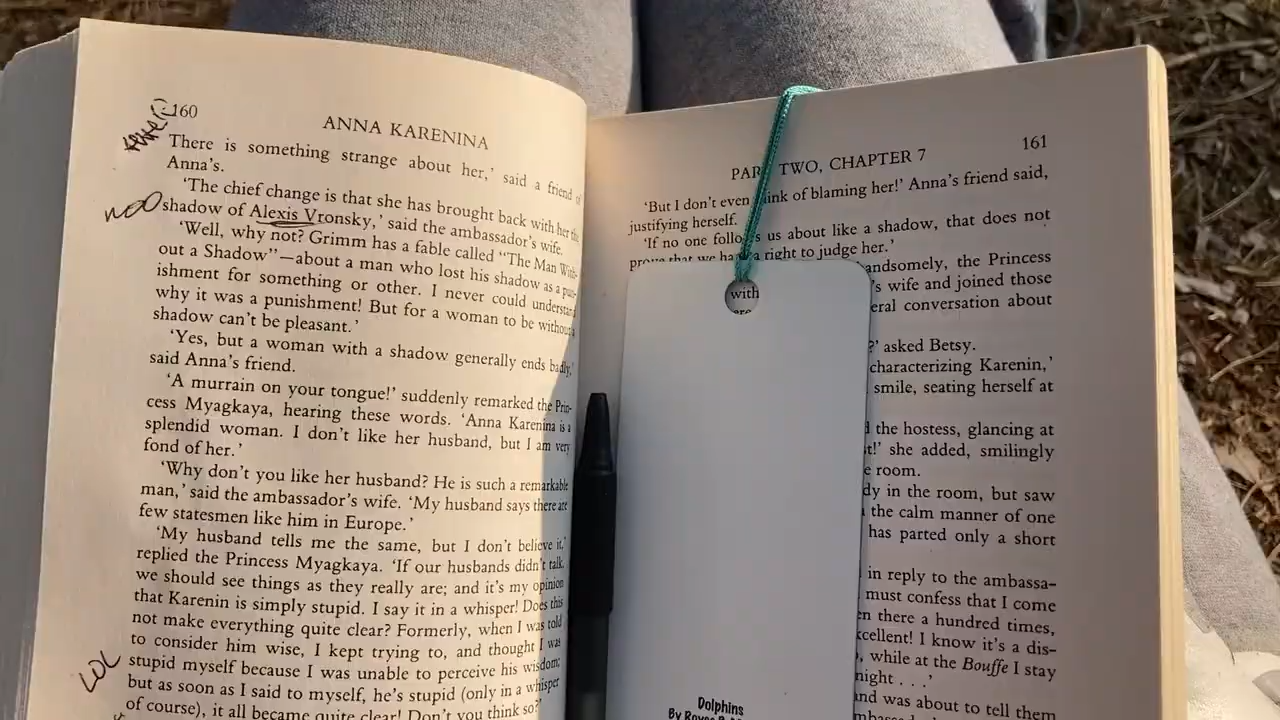 160
ANNA KARENINA
There is something strange about her,' said a friend of
Anna's.
'The chief change is that she has brought back with her the
noo
shadow of Alexis Vronsky,' said the ambassador's wife.
'Well, why not? Grimm has a fable called "The Man With-
out a Shadow"—about a man who lost his shadow as a pun-
ishment for something or other. I never could understand
why it was a punishment! But for a woman to be without a
shadow can't be pleasant.'
'Yes, but a woman with a shadow generally ends badly,'
said Anna's friend.
'A murrain on your tongue!' suddenly remarked the Prin-
cess Myagkaya, hearing these words. 'Anna Karenina is a
splendid woman. I don't like her husband, but I am very
fond of her.'
'Why don't you like her husband? He is such a remarkable
man,' said the ambassador's wife. 'My husband says there are
few statesmen like him in Europe.'
'My husband tells me the same, but I don't believe it,'
replied the Princess Myagkaya. 'If our husbands didn't talk,
we should see things as they really are; and it's my opinion
that Karenin is simply stupid. I say it in a whisper! Does this
not make everything quite clear? Formerly, when I was told
to consider him wise, I kept trying to, and thought I was
LOL
stupid myself because I was unable to perceive his wisdom;
but as soon as I said to myself, he's stupid (only in a whisper
of course), it all became quite clear! Don't you think so?'
161
PAR TWO, CHAPTER 7
'But I don't even ink of blaming her!' Anna's friend said,
justifying herself.
'If no one follo s us about like a shadow, that does not
prove that we ha a right to judge her.'
andsomely, the Princess
's wife and joined those
with eral conversation about
?' asked Betsy.
characterizing Karenin,'
smile, seating herself at
the hostess, glancing at
t!' she added, smilingly
e room.
dy in the room, but saw
the calm manner of one
has parted only a short
in reply to the ambassa-
must confess that I come
en there a hundred times,
xcellent! I know it's a dis-
, while at the Bouffe I stay
night . . .'
and was about to tell them
Dolphins